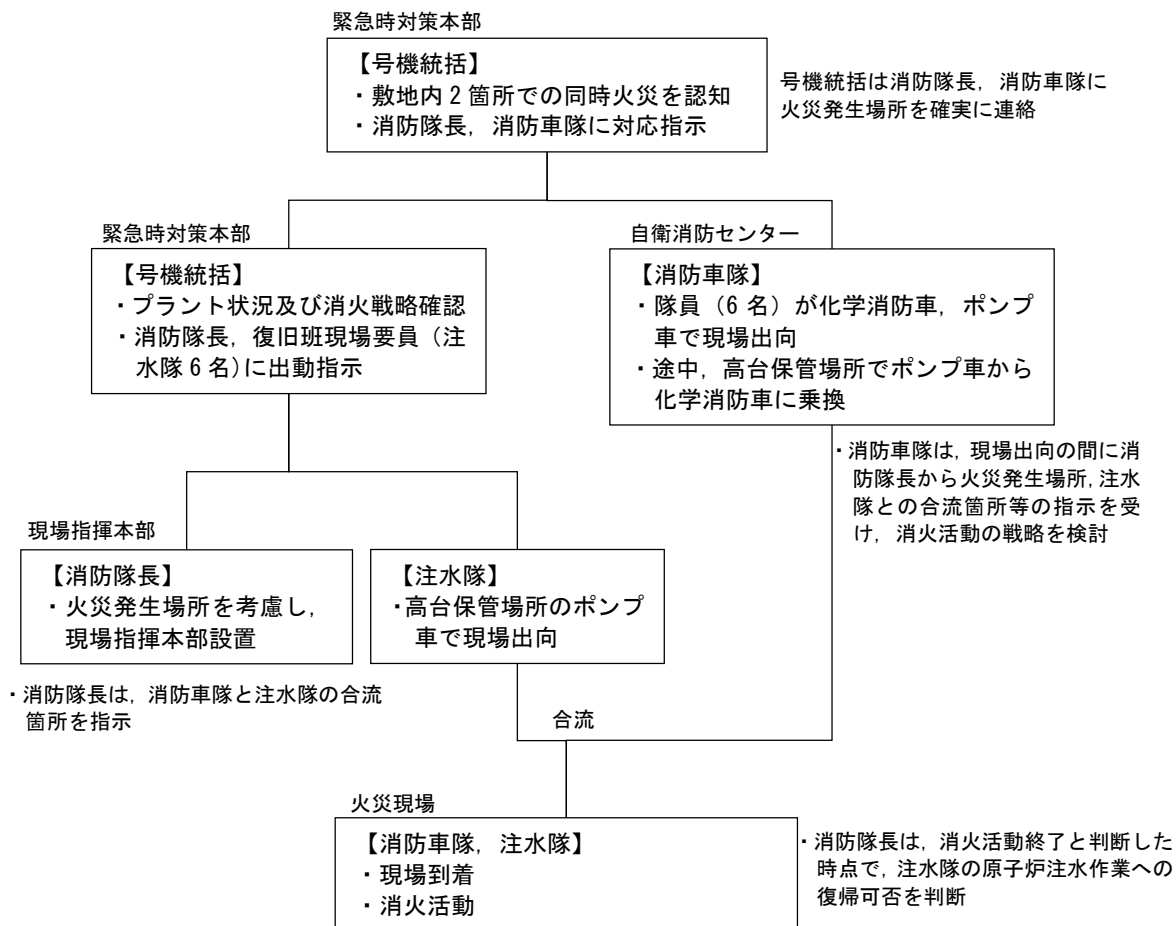 緊急時対策本部
【号機統括】
・敷地内2箇所での同時火災を認知
・消防隊長，消防車隊に対応指示
号機統括は消防隊長，消防車隊に
火災発生場所を確実に連絡
緊急時対策本部
【号機統括】
・プラント状況及び消火戦略確認
・消防隊長，復旧班現場要員（注
水隊6名）に出動指示
自衛消防センター
【消防車隊】
・隊員（6名）が化学消防車，ポンプ
車で現場出向
・途中，高台保管場所でポンプ車から
化学消防車に乗換
・消防車隊は，現場出向の間に消
防隊長から火災発生場所，注水
隊との合流箇所等の指示を受
け，消火活動の戦略を検討
現場指揮本部
【消防隊長】
・火災発生場所を考慮し，
現場指揮本部設置
【注水隊】
・高台保管場所のポンプ
車で現場出向
・消防隊長は，消防車隊と注水隊の合流
箇所を指示
合流
火災現場
【消防車隊，注水隊】
・現場到着
・消火活動
・消防隊長は，消火活動終了と判断した
時点で，注水隊の原子炉注水作業への
復帰可否を判断